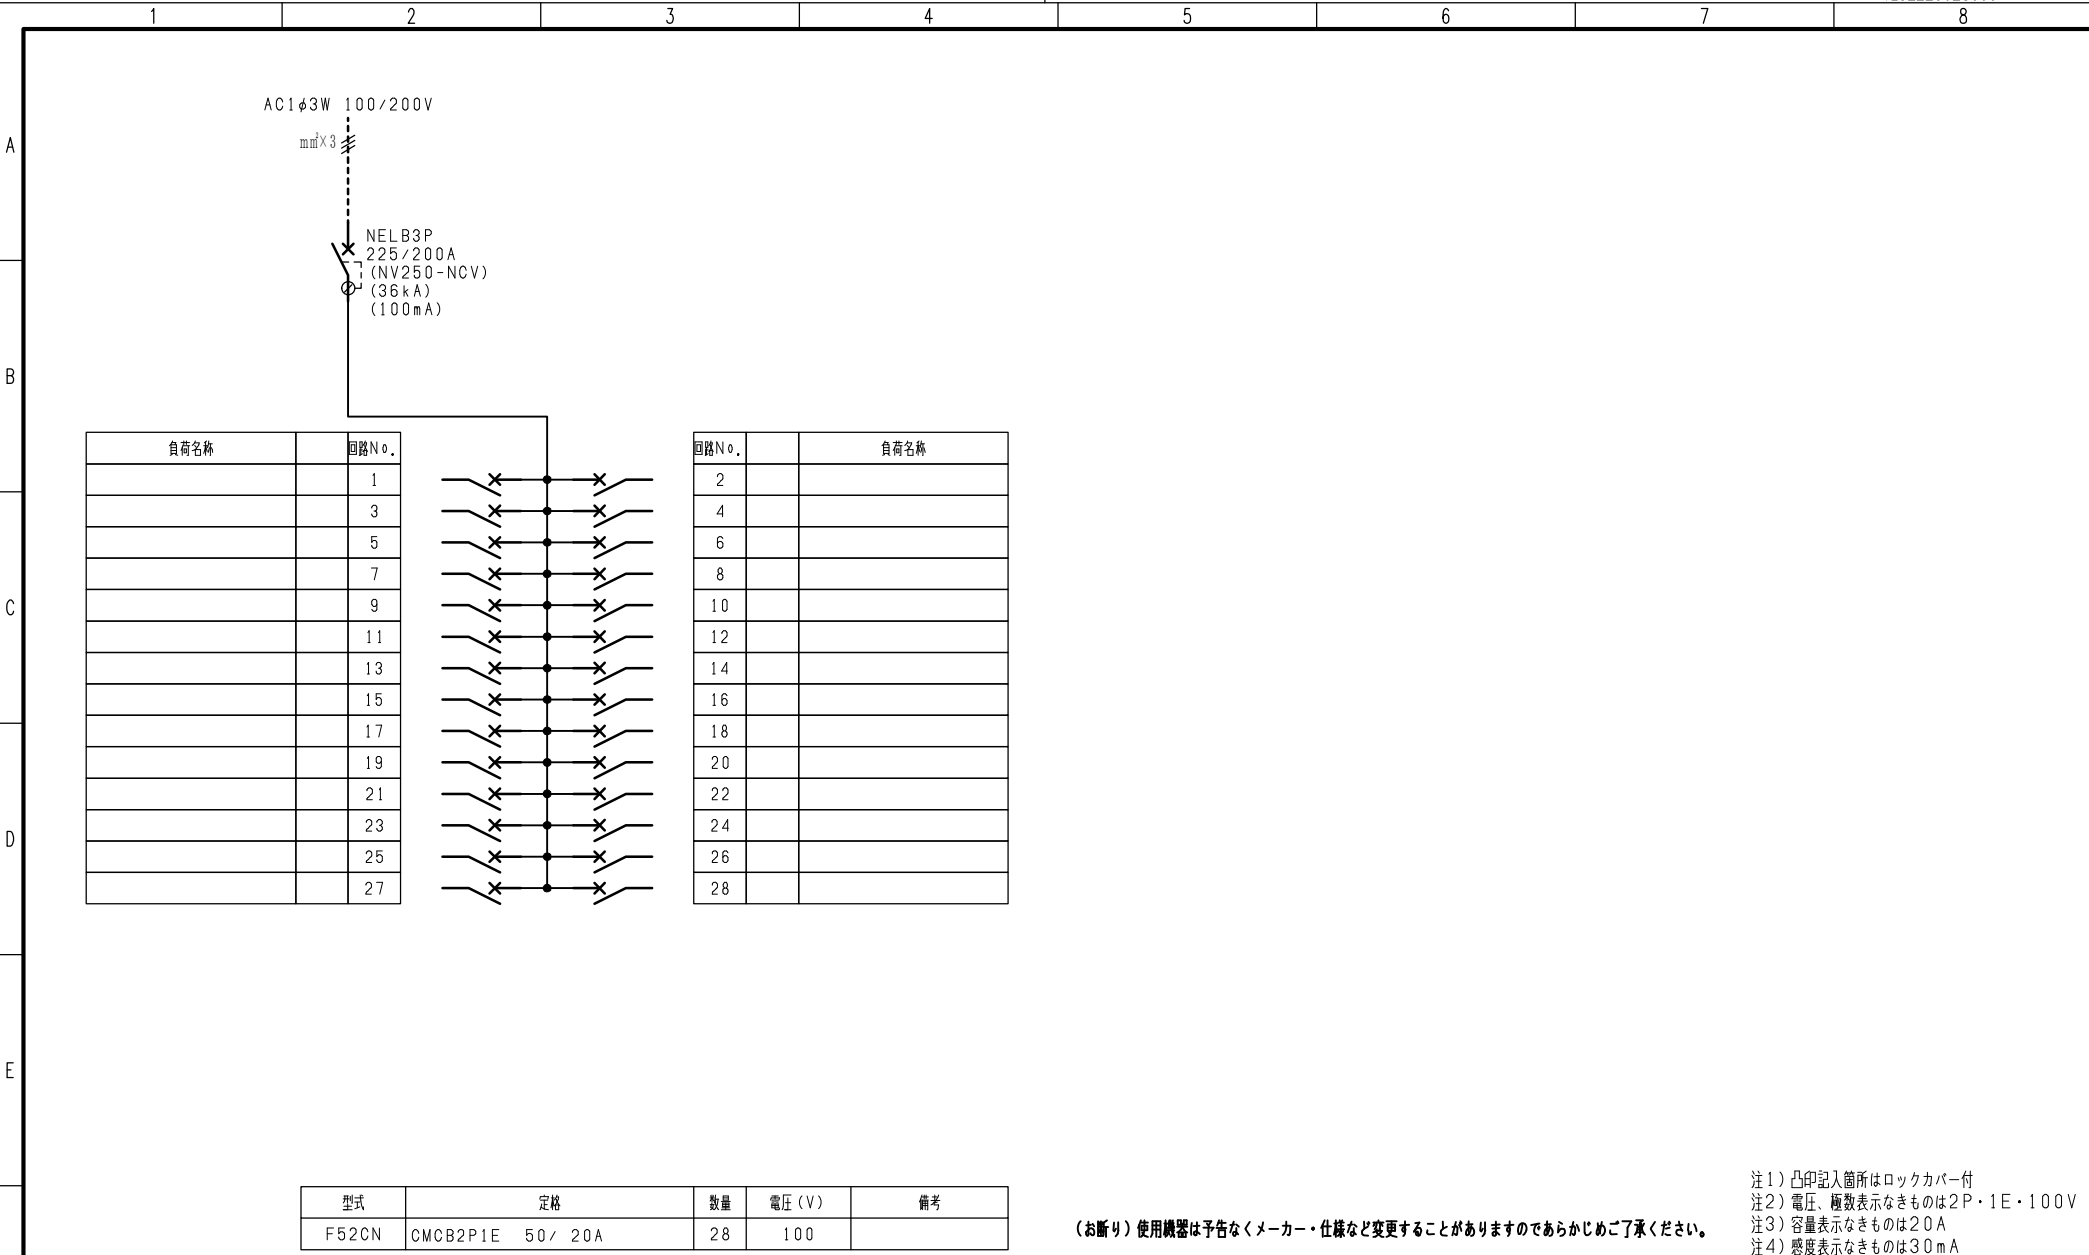 1 2 3 4 5 6 7 8
A
B
C
D
E
AC1φ3W 100/200V
mm²×3
NELB3P
225/200A
(NV250-NCV)
(36kA)
(100mA)
負荷名称 回路No. 回路No. 負荷名称
1 2
3 4
5 6
7 8
9 10
11 12
13 14
15 16
17 18
19 20
21 22
23 24
25 26
27 28
型式 定格 数量 電圧(V) 備考
F52CN CMCB2P1E 50/ 20A 28 100
(お断り)使用機器は予告なくメーカー・仕様など変更することがありますのであらかじめご了承ください。
注1)凸印記入箇所はロックカバー付
注2)電圧、極数表示なきものは2P・1E・100V
注3)容量表示なきものは20A
注4)感度表示なきものは30mA